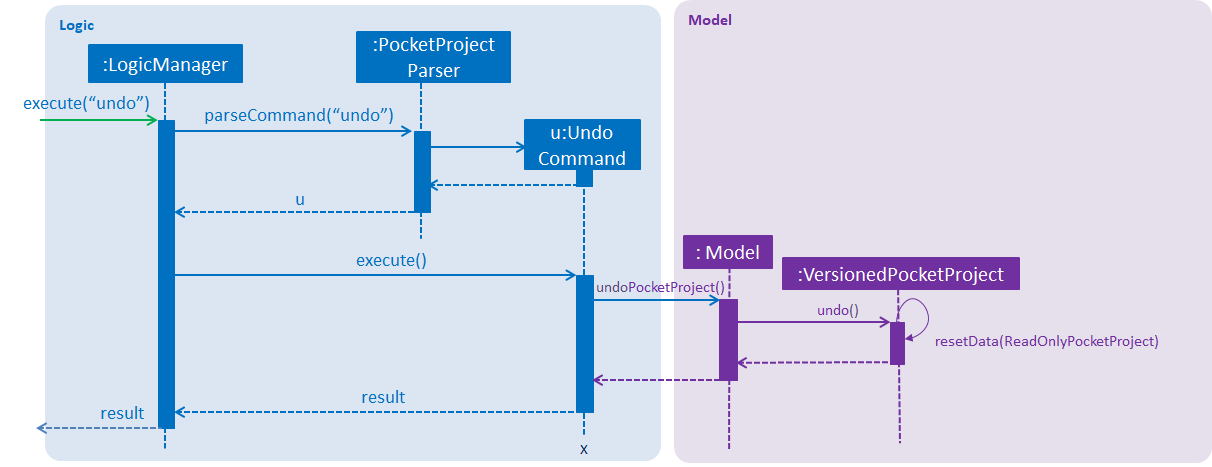 Logic
Model
:LogicManager
:PocketProject
Parser
execute(“undo”)
parseCommand(“undo”)
u:Undo
Command
u
: Model
execute()
:VersionedPocketProject
undoPocketProject()
undo()
resetData(ReadOnlyPocketProject)
result
result
x